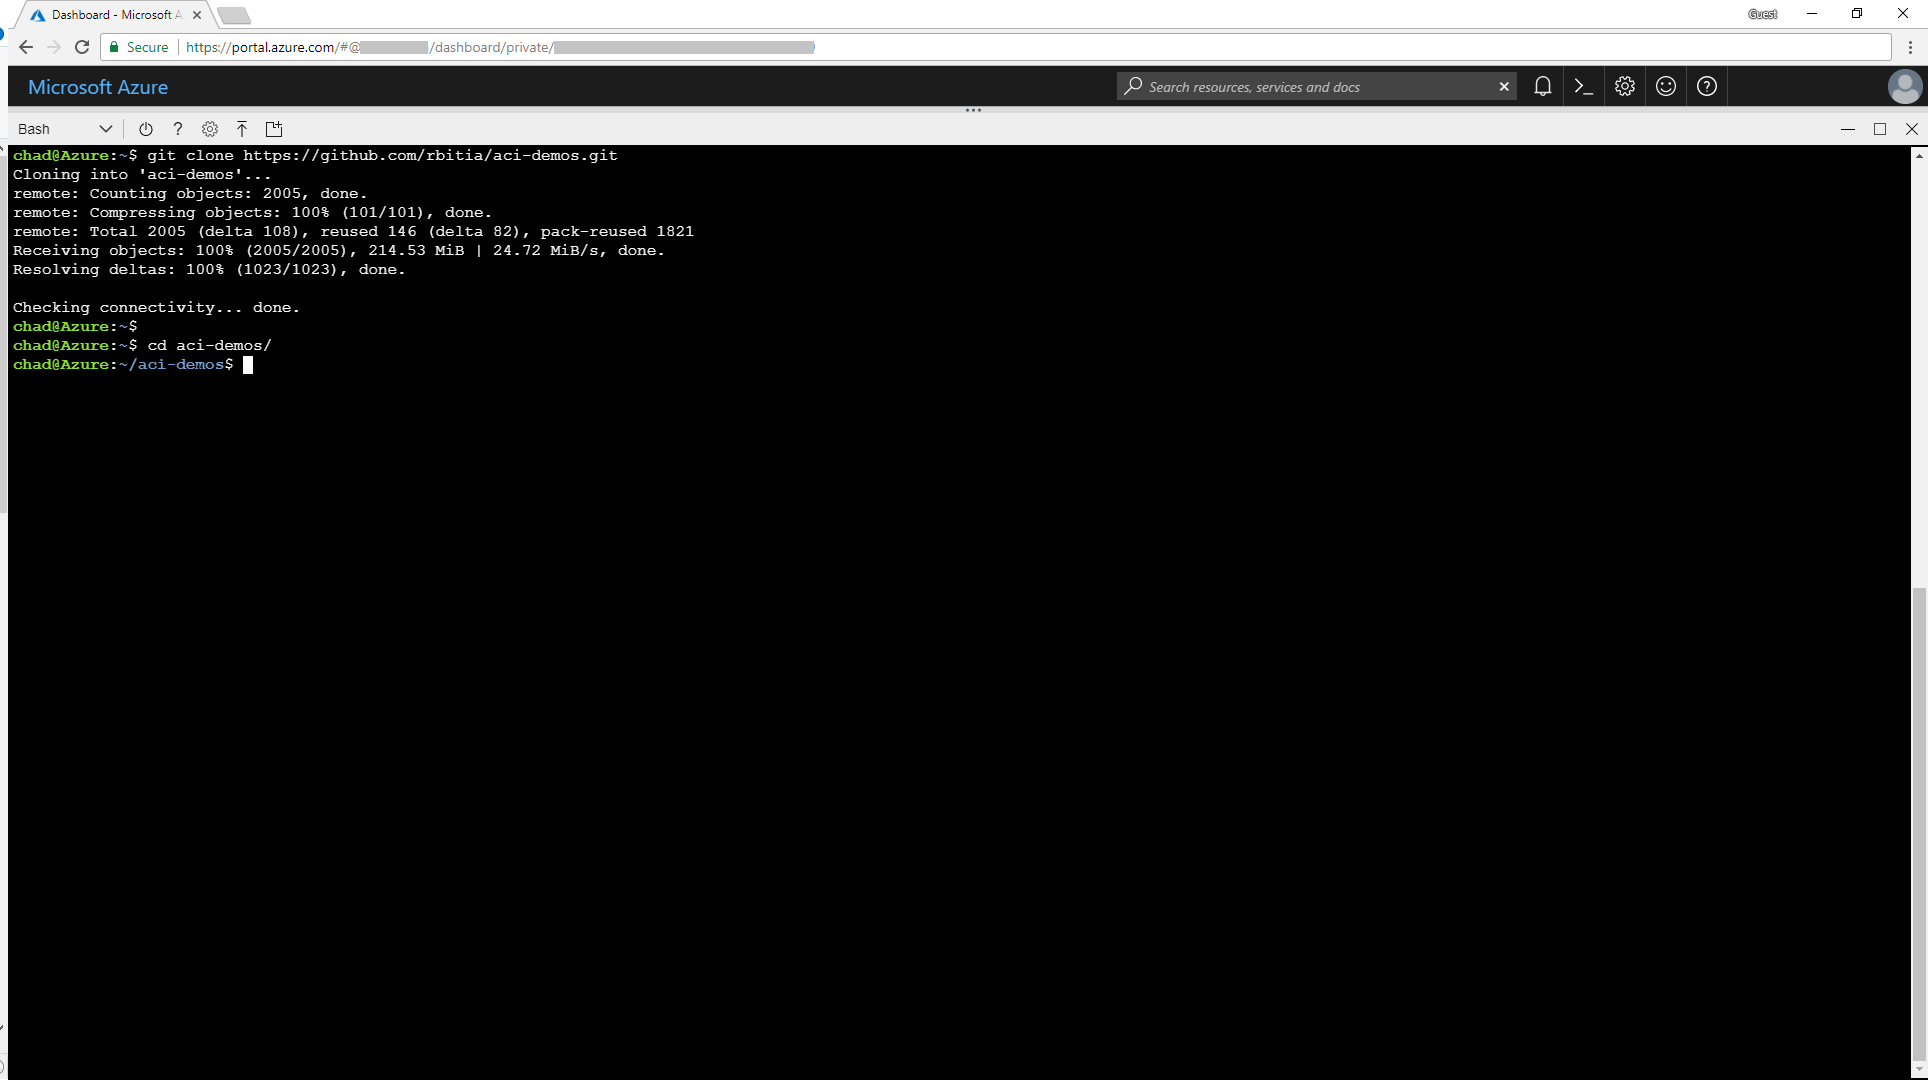 Dashboard - Microsoft A
Guest
Secure
https://portal.azure.com/#@
/dashboard/private/
Microsoft Azure
Search resources, services and docs
Bash
chad@Azure:~$ git clone https://github.com/rbitia/aci-demos.git
Cloning into 'aci-demos'...
remote: Counting objects: 2005, done.
remote: Compressing objects: 100% (101/101), done.
remote: Total 2005 (delta 108), reused 146 (delta 82), pack-reused 1821
Receiving objects: 100% (2005/2005), 214.53 MiB | 24.72 MiB/s, done.
Resolving deltas: 100% (1023/1023), done.
Checking connectivity... done.
chad@Azure:~$
chad@Azure:~$ cd aci-demos/
chad@Azure:~/aci-demos$